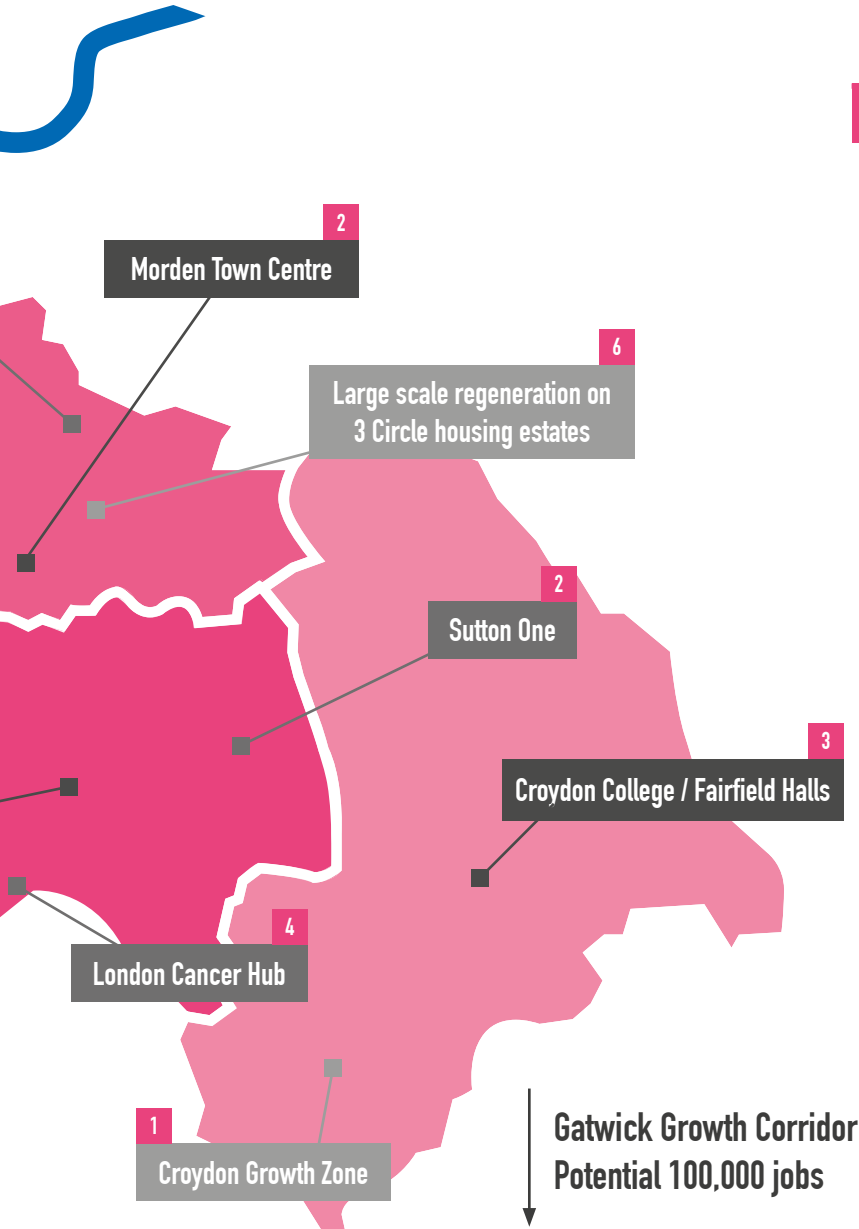 2
Morden Town Centre
6
Large scale regeneration on
3 Circle housing estates
2
Sutton One
3
Croydon College / Fairfield Halls
4
London Cancer Hub
1
Croydon Growth Zone
Gatwick Growth Corridor
Potential 100,000 jobs